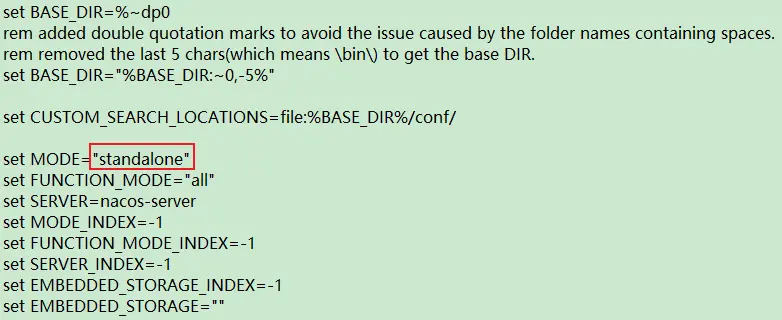 set BASE_DIR=%~dp0
rem added double quotation marks to avoid the issue caused by the folder names containing spaces.
rem removed the last 5 chars(which means \bin\) to get the base DIR.
set BASE_DIR="%BASE_DIR:~0,-5%"
set CUSTOM_SEARCH_LOCATIONS=file:%BASE_DIR%/conf/
set MODE="standalone"
set FUNCTION_MODE="all"
set SERVER=nacos-server
set MODE_INDEX=-1
set FUNCTION_MODE_INDEX=-1
set SERVER_INDEX=-1
set EMBEDDED_STORAGE_INDEX=-1
set EMBEDDED_STORAGE=""